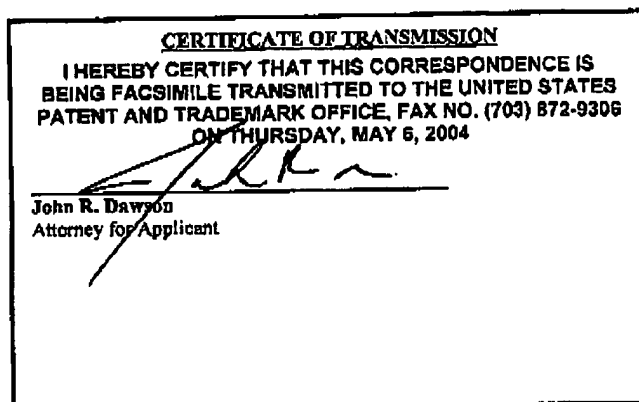 CERTIFICATE OF TRANSMISSION
I HEREBY CERTIFY THAT THIS CORRESPONDENCE IS
BEING FACSIMILE TRANSMITTED TO THE UNITED STATES
PATENT AND TRADEMARK OFFICE, FAX NO. (703) 872-9306
ON THURSDAY, MAY 6, 2004
John R. Dawson
Attorney for Applicant